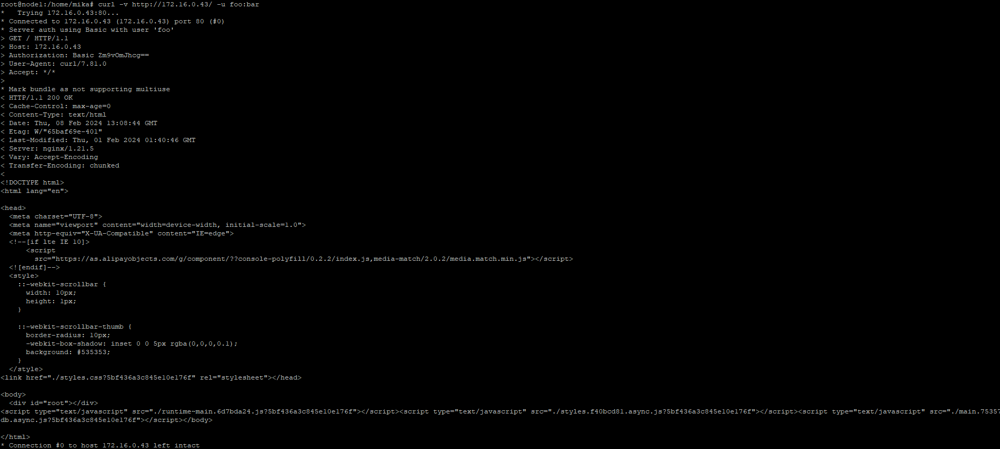 root@node1:/home/mika# curl -v http://172.16.0.43/ -u foo:bar
*   Trying 172.16.0.43:80...
* Connected to 172.16.0.43 (172.16.0.43) port 80 (#0)
* Server auth using Basic with user 'foo'
> GET / HTTP/1.1
> Host: 172.16.0.43
> Authorization: Basic Zm9vOmJhcg==
> User-Agent: curl/7.81.0
> Accept: */*
>
* Mark bundle as not supporting multiuse
< HTTP/1.1 200 OK
< Cache-Control: max-age=0
< Content-Type: text/html
< Date: Thu, 08 Feb 2024 13:08:44 GMT
< Etag: W/"65baf69e-401"
< Last-Modified: Thu, 01 Feb 2024 01:40:46 GMT
< Server: nginx/1.21.5
< Vary: Accept-Encoding
< Transfer-Encoding: chunked
<
<!DOCTYPE html>
<html lang="en">

<head>
  <meta charset="UTF-8">
  <meta name="viewport" content="width=device-width, initial-scale=1.0">
  <meta http-equiv="X-UA-Compatible" content="IE=edge">
  <!--[if lte IE 10]>
      <script
        src="https://as.alipayobjects.com/g/component/??console-polyfill/0.2.2/index.js,media-match/2.0.2/media.match.min.js"></script>
  <![endif]-->
  <style>
    ::-webkit-scrollbar {
      width: 10px;
      height: 1px;
    }

    ::-webkit-scrollbar-thumb {
      border-radius: 10px;
      -webkit-box-shadow: inset 0 0 5px rgba(0,0,0,0.1);
      background: #535353;
    }
  </style>
<link href="./styles.css?5bf436a3c845e10e176f" rel="stylesheet"></head>

<body>
  <div id="root"></div>
<script type="text/javascript" src="./runtime~main.6d7bda24.js?5bf436a3c845e10e176f"></script><script type="text/javascript" src="./styles.f40bcd81.async.js?5bf436a3c845e10e176f"></script><script type="text/javascript" src="./main.75357
db.async.js?5bf436a3c845e10e176f"></script></body>

</html>
* Connection #0 to host 172.16.0.43 left intact